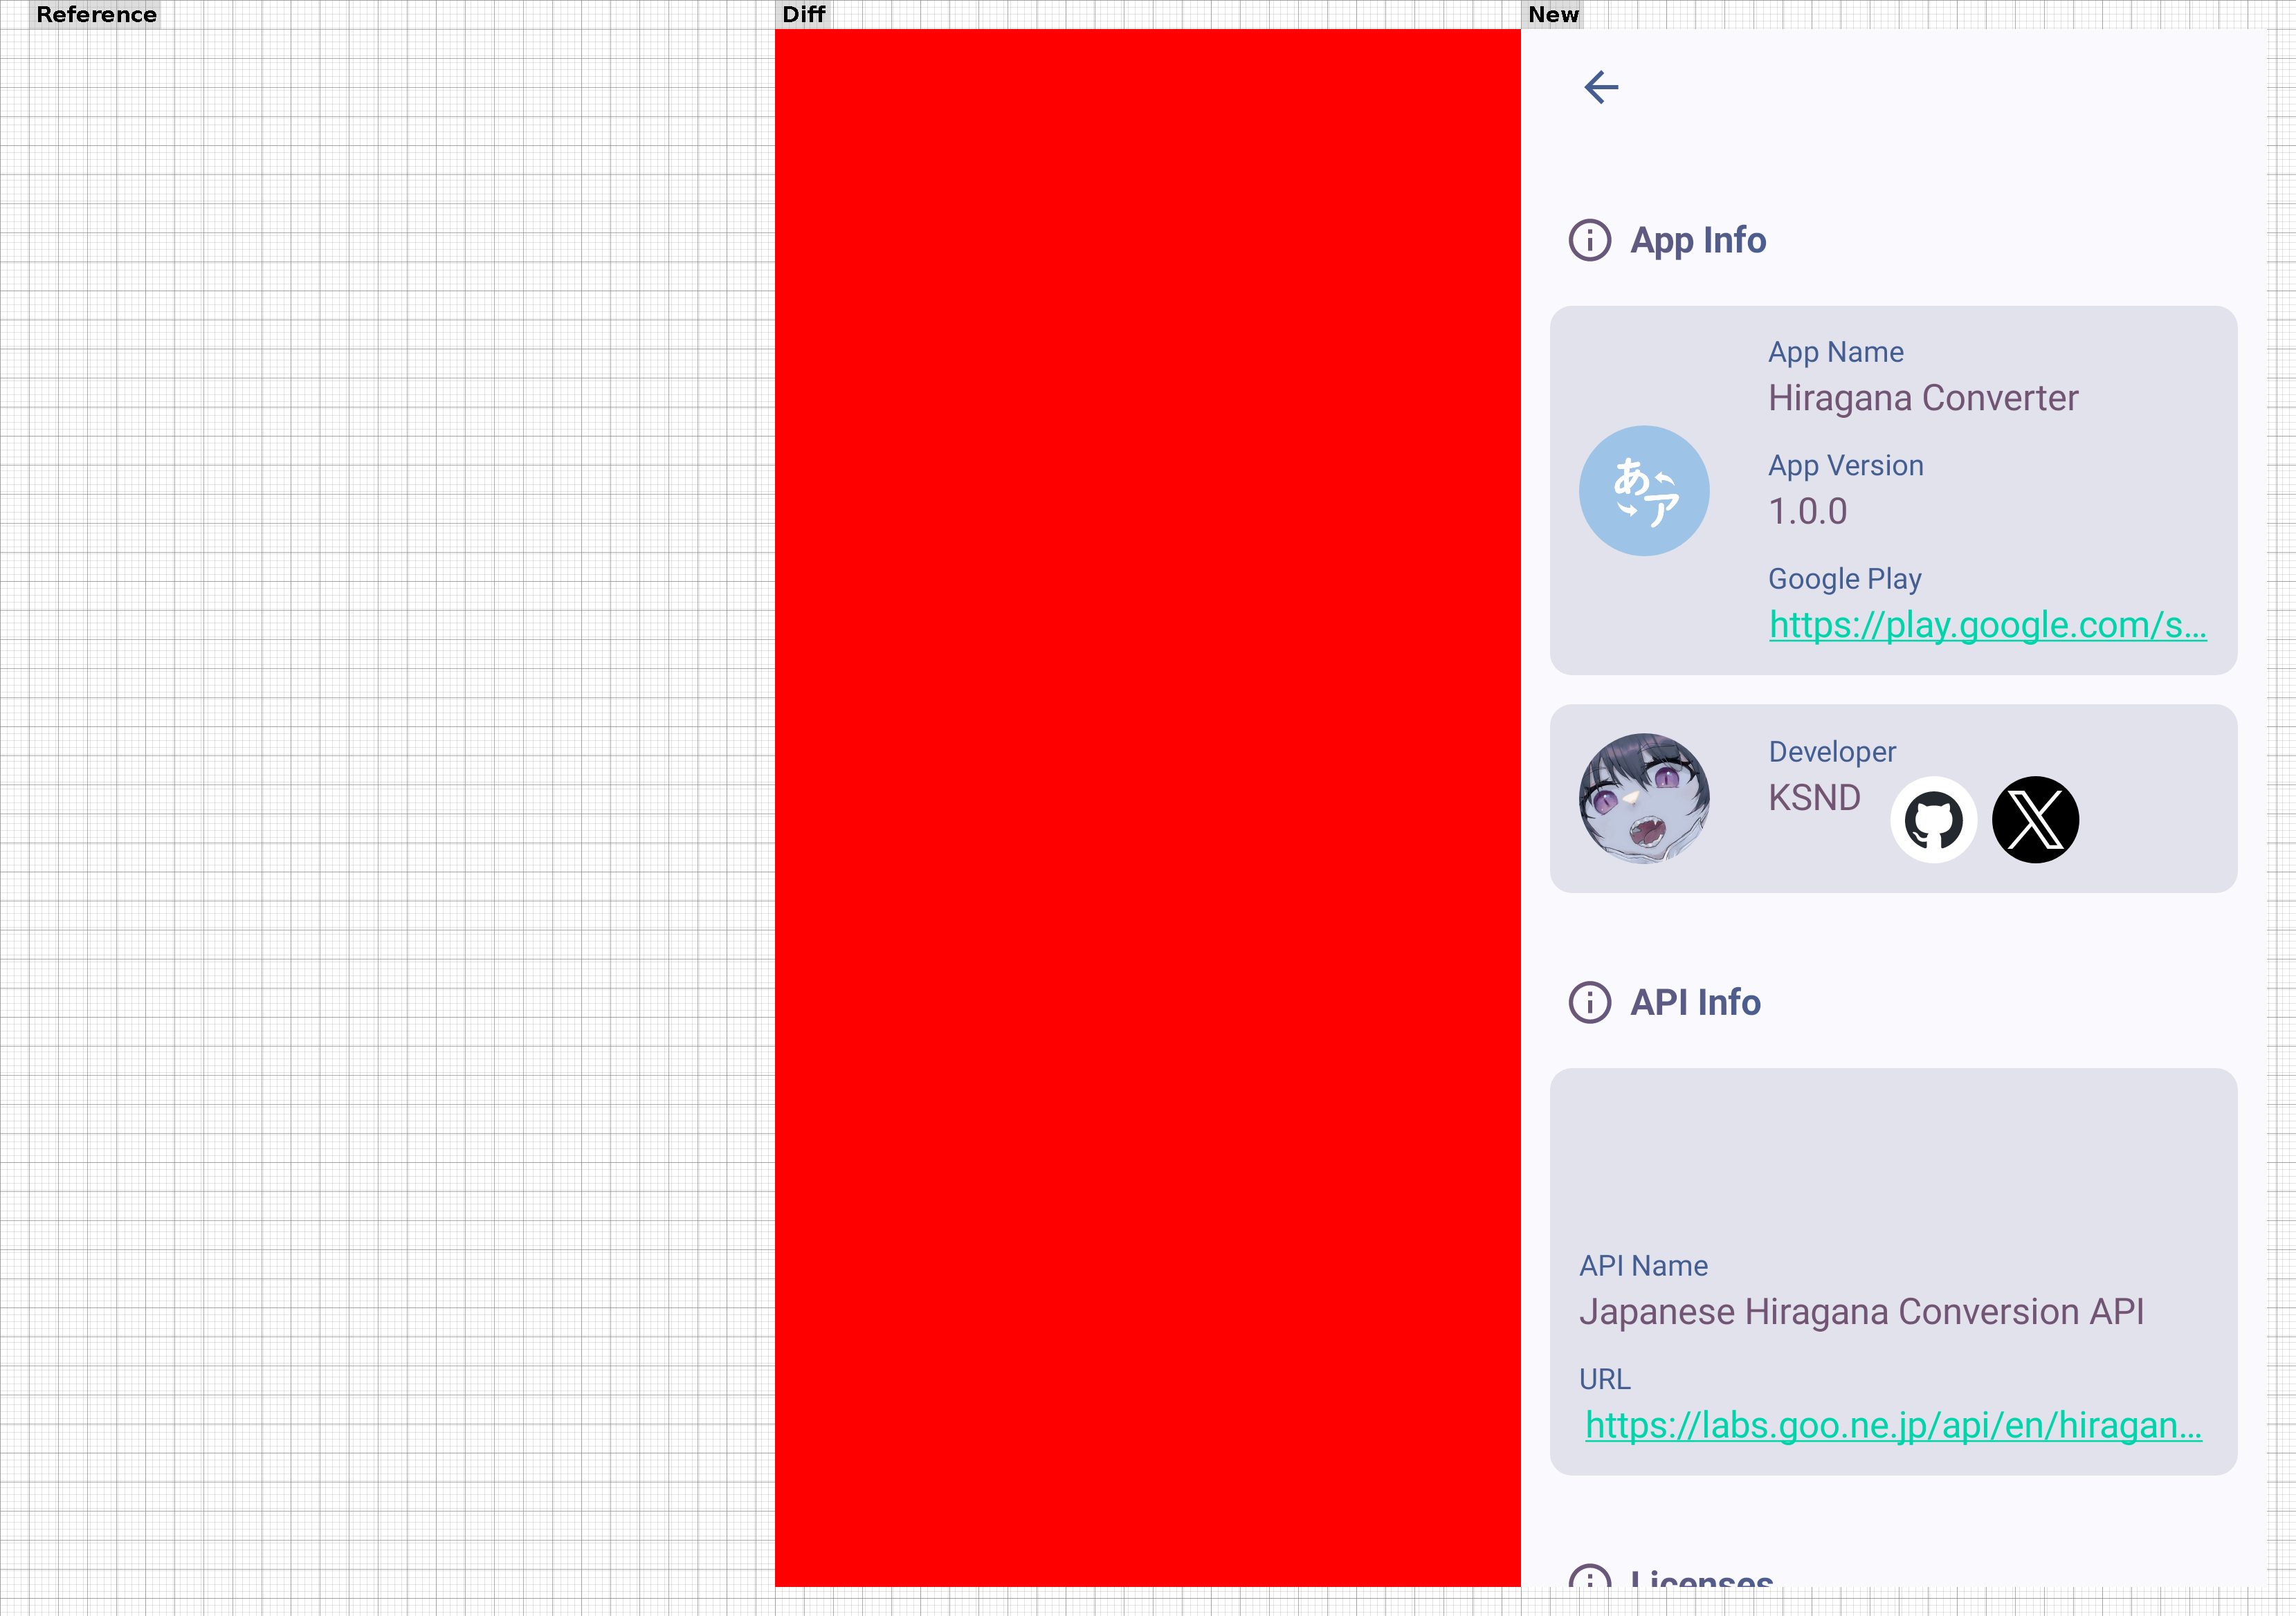 Reference
Diff
New
App Info
App Name
Hiragana Converter
App Version
1.0.0
Google Play
https://play.google.com/s...
あ
ア
Developer
KSND
API Info
API Name
Japanese Hiragana Conversion API
URL
https://labs.goo.ne.jp/api/en/hiragan...
Licenses